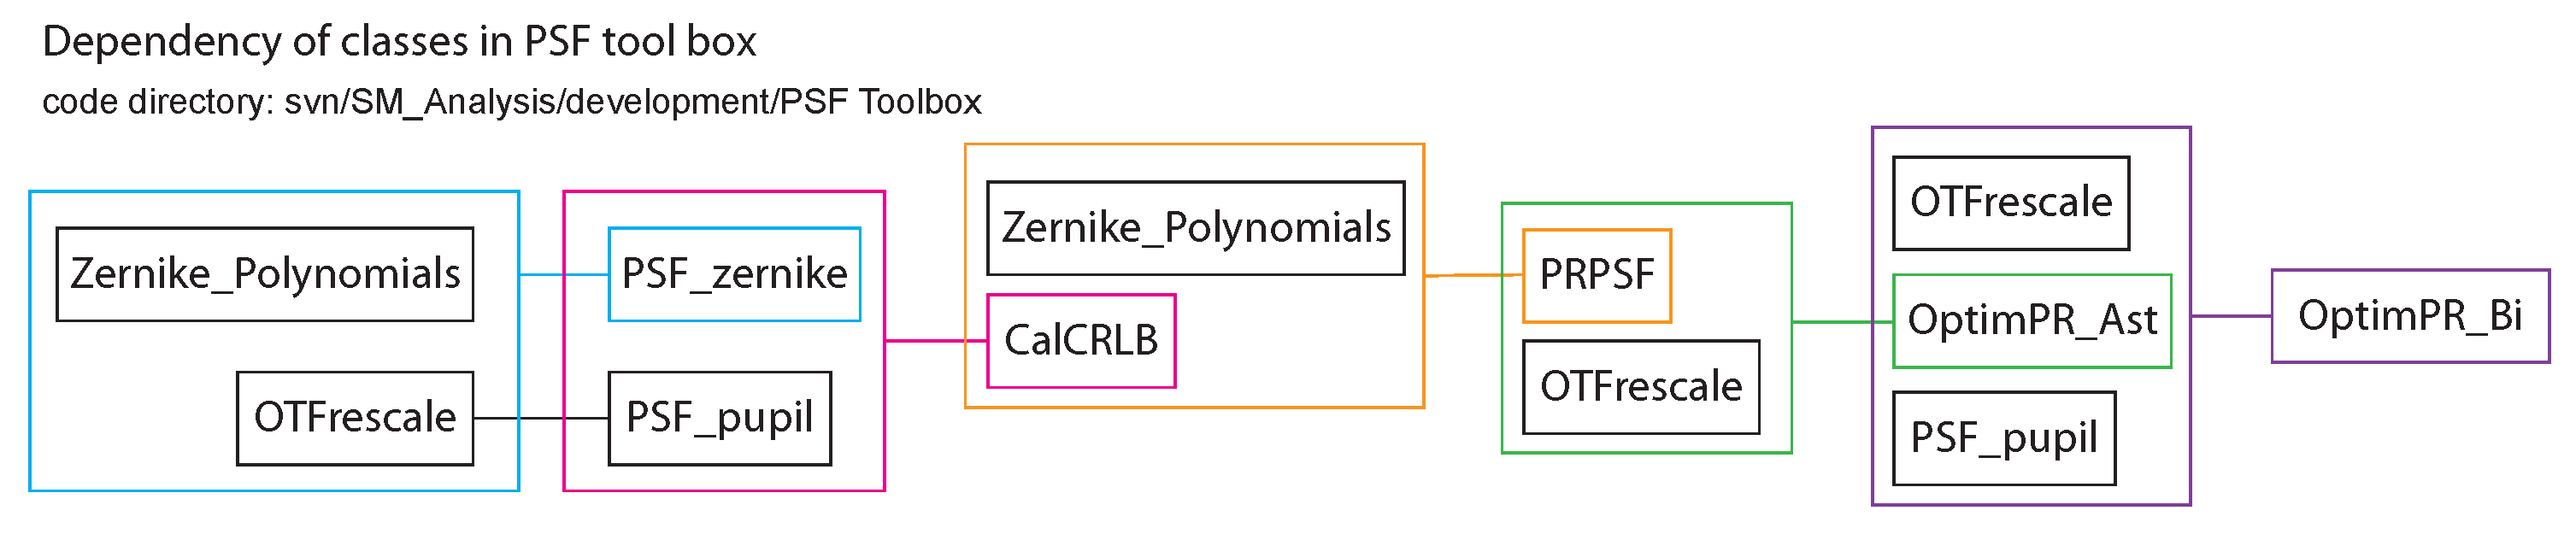 Dependency of classes in PSF tool box
code directory: svn/SM_Analysis/development/PSF Toolbox
Zernike_Polynomials
OTFrescale
PSF_zernike
PSF_pupil
Zernike_Polynomials
CalCRLB
PRPSF
OTFrescale
OTFrescale
OptimPR_Ast
PSF_pupil
OptimPR_Bi